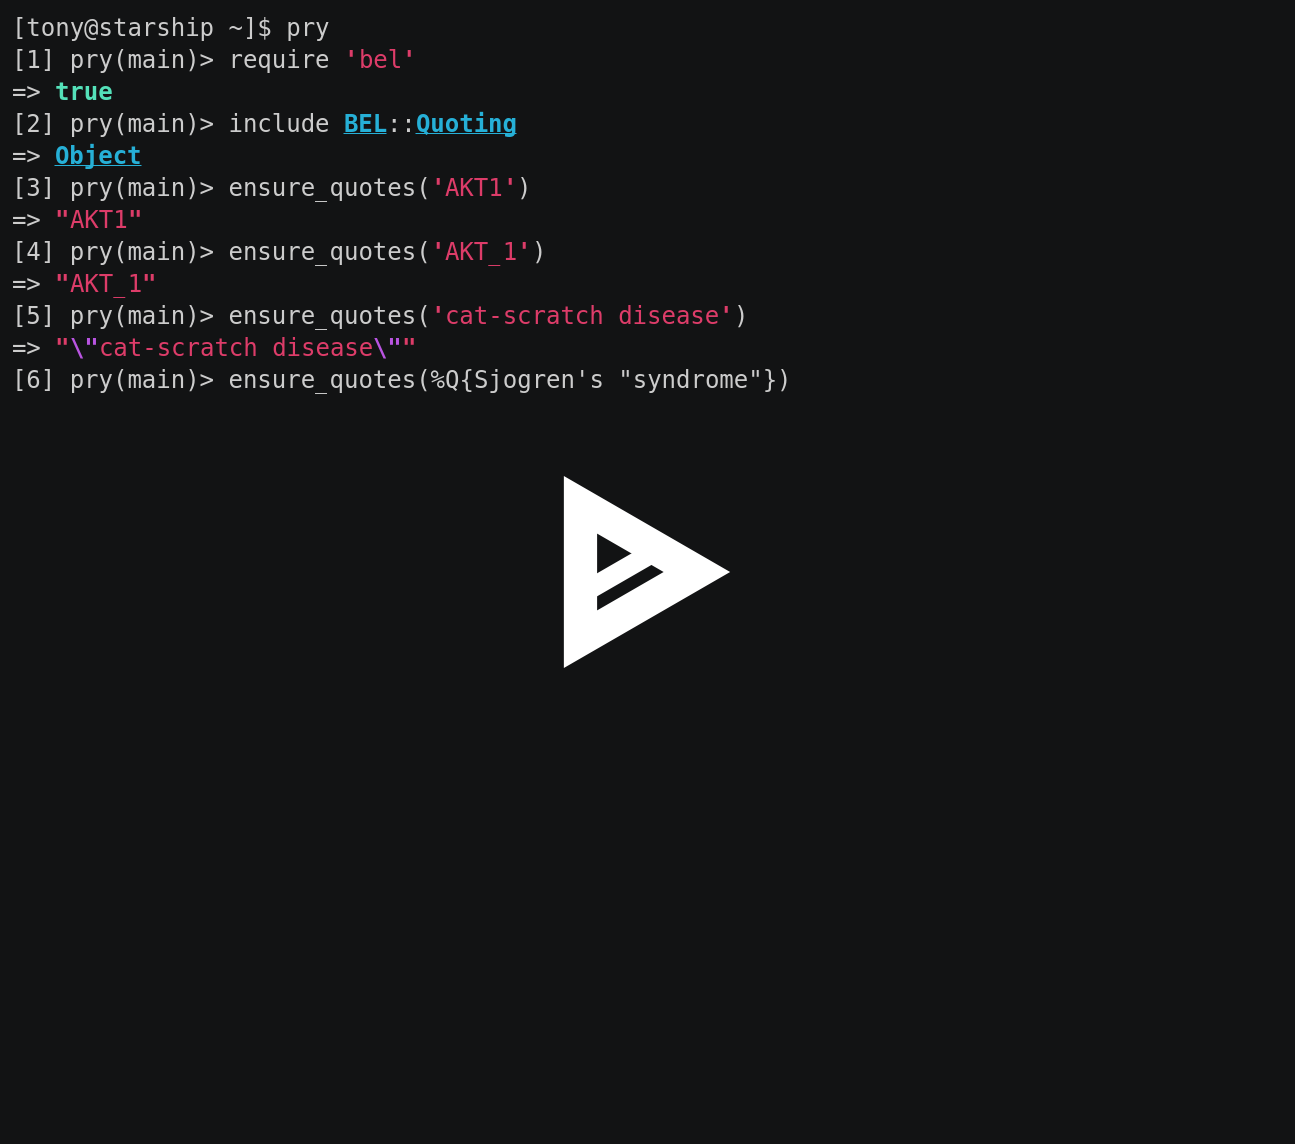 [tony@starship ~]$ pry
[1] pry(main)> require 'bel'
=> true
[2] pry(main)> include BEL::Quoting
=> Object
[3] pry(main)> ensure_quotes('AKT1')
=> "AKT1"
[4] pry(main)> ensure_quotes('AKT_1')
=> "AKT_1"
[5] pry(main)> ensure_quotes('cat-scratch disease')
=> "\"cat-scratch disease\""
[6] pry(main)> ensure_quotes(%Q{Sjogren's "syndrome"})